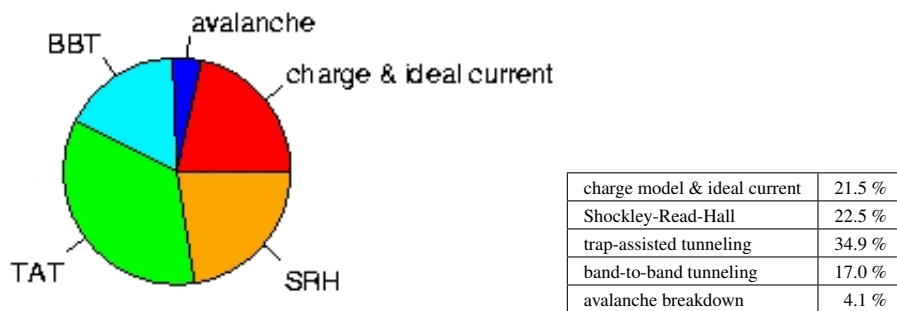 avalanche
BBT
charge & ideal current
TAT
SRH
charge model & ideal current 21.5 %
Shockley-Read-Hall 22.5 %
trap-assisted tunneling 34.9 %
band-to-band tunneling 17.0 %
avalanche breakdown 4.1 %